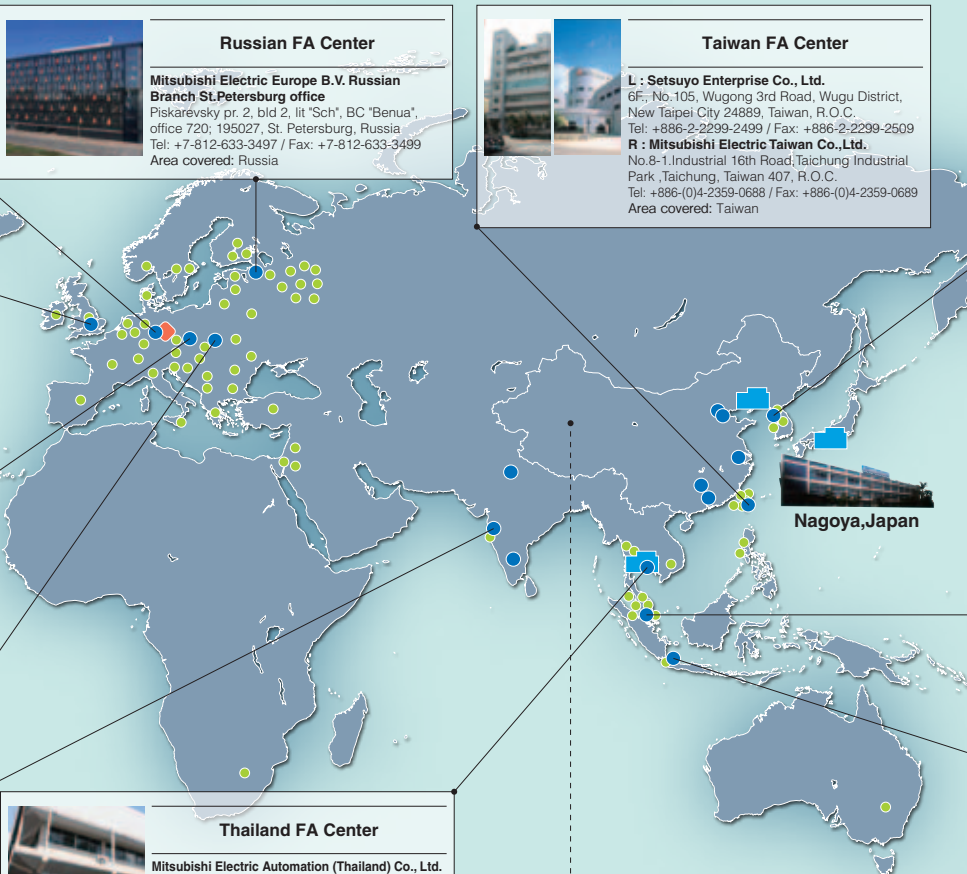 Russian FA Center
Mitsubishi Electric Europe B.V. Russian
Branch St.Petersburg office
Piskarevsky pr. 2, bld 2, lit "Sch", BC "Benua",
office 720; 195027, St. Petersburg, Russia
Tel: +7-812-633-3497 / Fax: +7-812-633-3499
Area covered: Russia
Taiwan FA Center
L : Setsuyo Enterprise Co., Ltd.
6F., No.105, Wugong 3rd Road, Wugu District,
New Taipei City 24889, Taiwan, R.O.C.
Tel: +886-2-2299-2499 / Fax: +886-2-2299-2509
R : Mitsubishi Electric Taiwan Co.,Ltd.
No.8-1.Industrial 16th Road,Taichung Industrial
Park ,Taichung, Taiwan 407, R.O.C.
Tel: +886-(0)4-2359-0688 / Fax: +886-(0)4-2359-0689
Area covered: Taiwan
Nagoya,Japan
Thailand FA Center
Mitsubishi Electric Automation (Thailand) Co., Ltd.